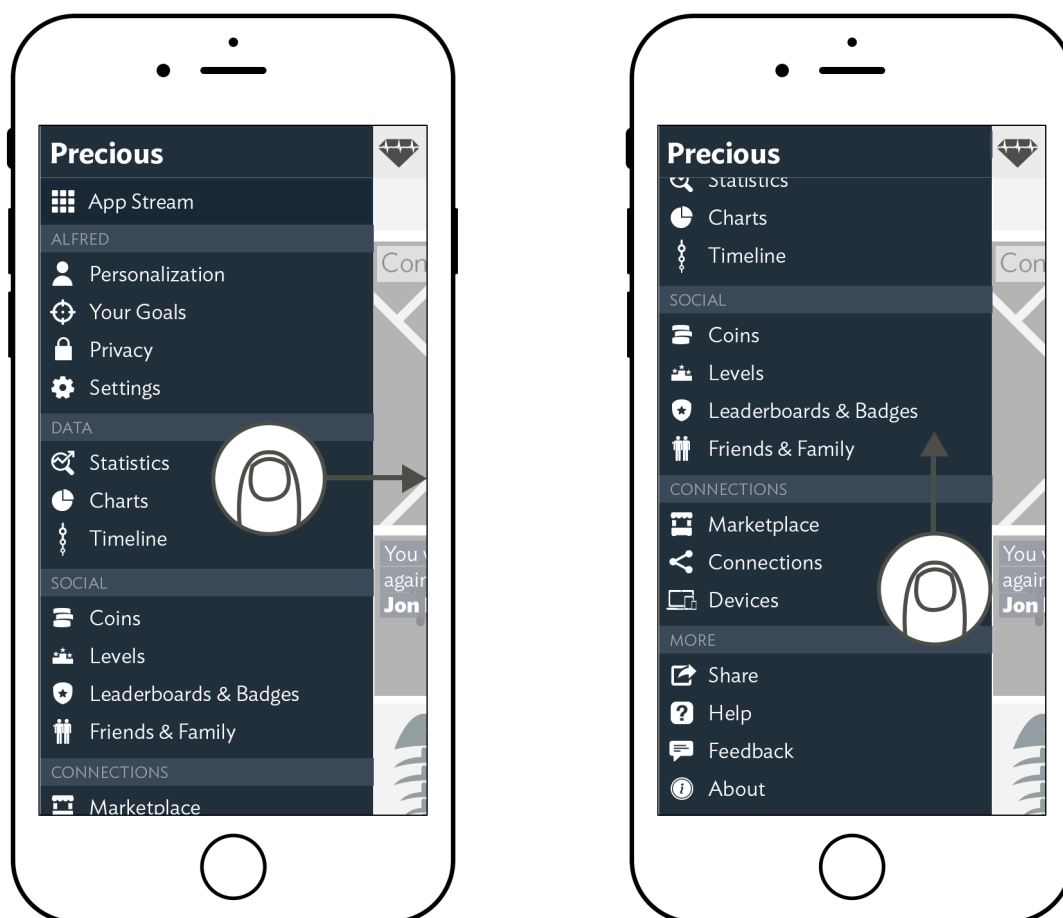 Precious
App Stream
ALFRED
Personalization
Your Goals
Privacy
Settings
DATA
Statistics
Charts
Timeline
SOCIAL
Coins
Levels
Leaderboards & Badges
Friends & Family
CONNECTIONS
Marketplace
Con
You
again
Jon
Precious
Statistics
Charts
Timeline
SOCIAL
Coins
Levels
Leaderboards & Badges
Friends & Family
CONNECTIONS
Marketplace
Connections
Devices
MORE
Share
Help
Feedback
About
Con
You
again
Jon